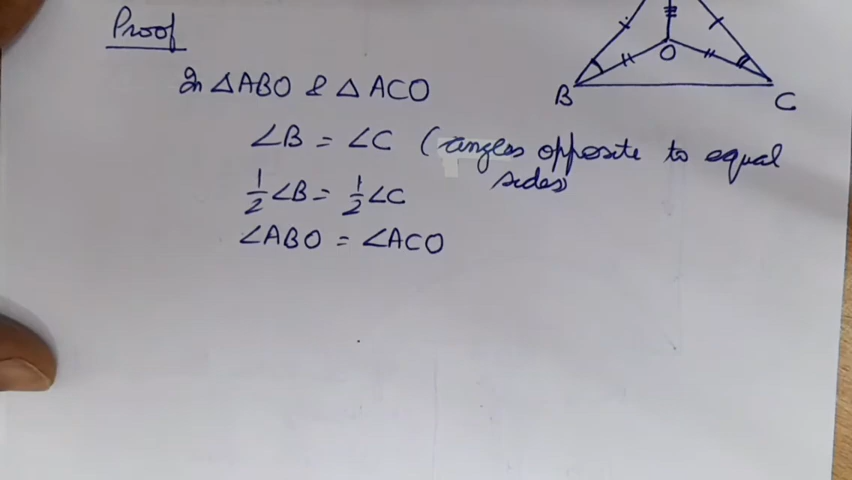 Proof
In △ABO & △ACO
∠B = ∠C (angles opposite to equal
sides)
1/2 ∠B = 1/2 ∠C
∠ABO = ∠ACO
O
B
C